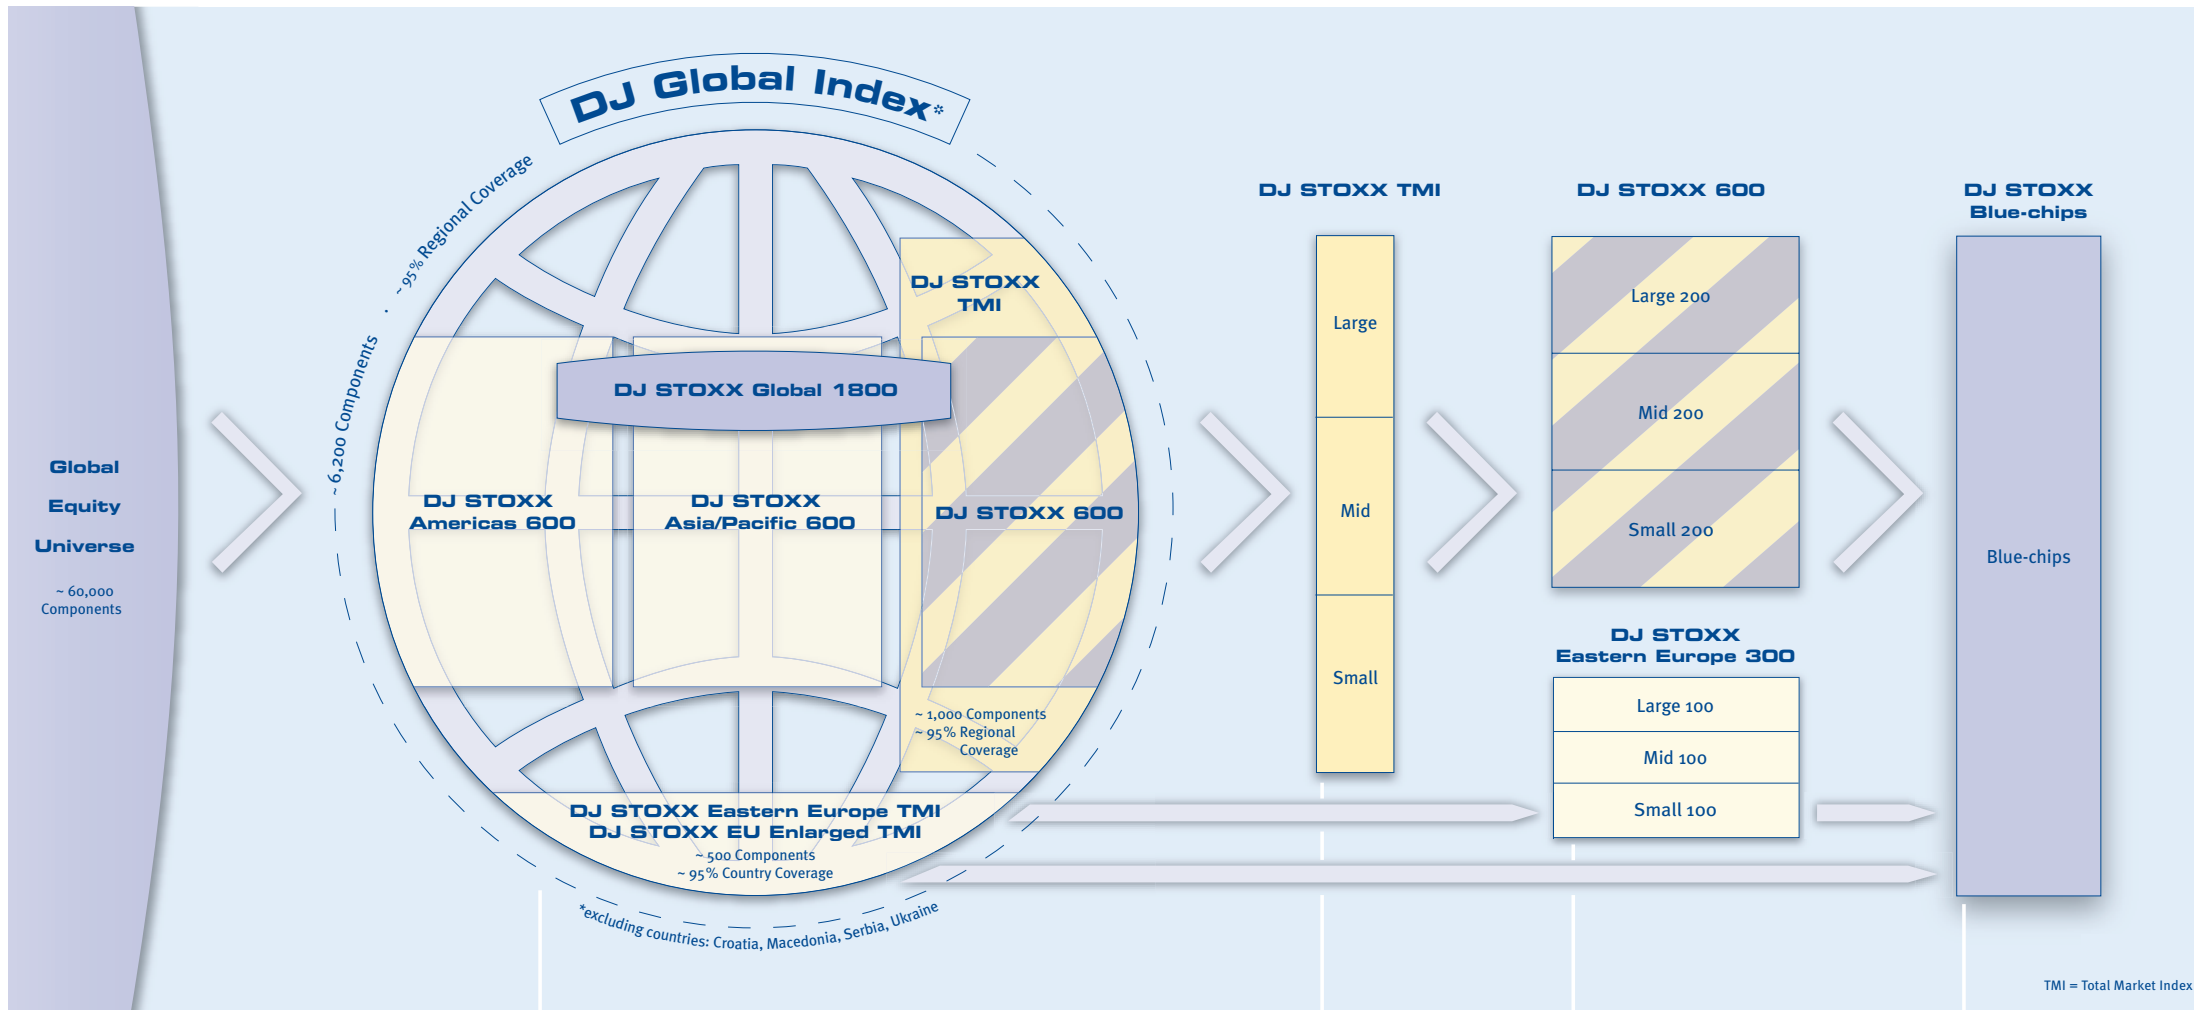 Global
Equity
Universe
~ 60,000
Components
DJ Global Index*
~ 6,200 Components · ~ 95% Regional Coverage
DJ STOXX
TMI
DJ STOXX Global 1800
DJ STOXX
Americas 600
DJ STOXX
Asia/Pacific 600
DJ STOXX 600
~ 1,000 Components
~ 95% Regional
Coverage
DJ STOXX Eastern Europe TMI
DJ STOXX EU Enlarged TMI
~ 500 Components
~ 95% Country Coverage
*excluding countries: Croatia, Macedonia, Serbia, Ukraine
DJ STOXX TMI
Large
Mid
Small
DJ STOXX 600
Large 200
Mid 200
Small 200
DJ STOXX
Eastern Europe 300
Large 100
Mid 100
Small 100
DJ STOXX
Blue-chips
Blue-chips
TMI = Total Market Index